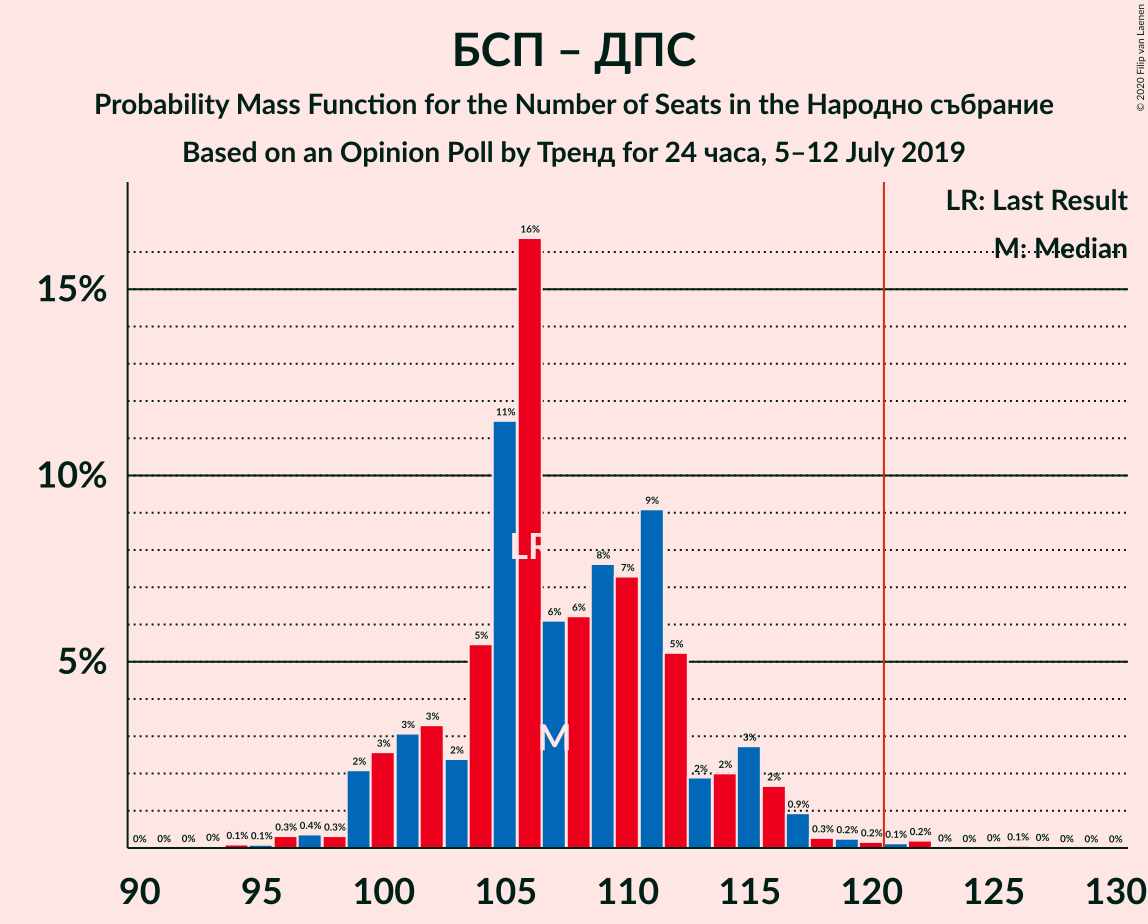 БСП – ДПС
Probability Mass Function for the Number of Seats in the Народно събрание
Based on an Opinion Poll by Тренд for 24 часа, 5–12 July 2019
© 2020 Filip van Laenen
LR: Last Result
M: Median
15%
10%
5%
0% 0% 0% 0% 0.1% 0.1% 0.3% 0.4% 0.3% 2% 3% 3% 3% 2% 5% 11% 16% 6% 6% 8% 7% 9% 5% 2% 2% 3% 2% 0.9% 0.3% 0.2% 0.2% 0.1% 0.2% 0% 0% 0% 0.1% 0% 0% 0% 0%
LR
M
90 95 100 105 110 115 120 125 130